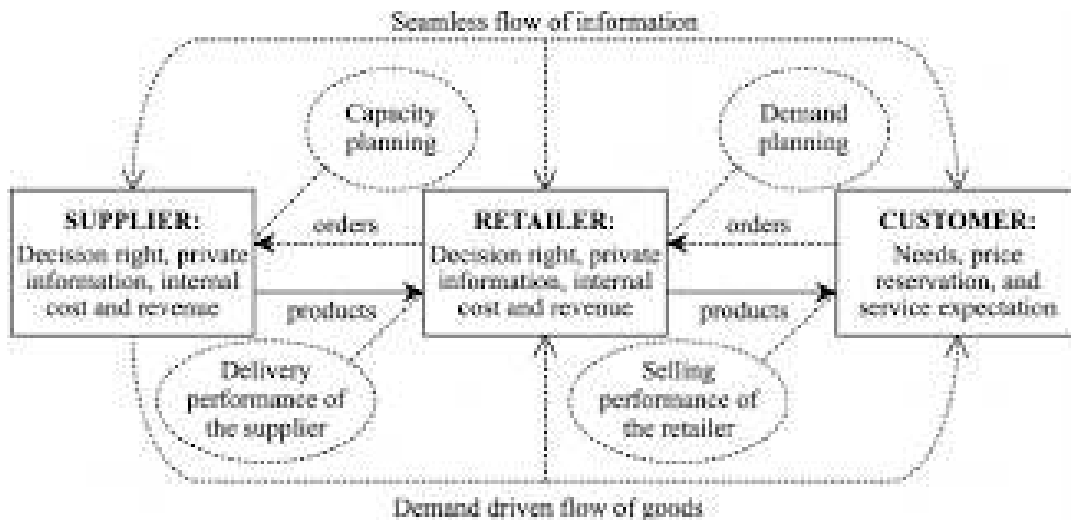 Seamless flow of information
Capacity
planning
Demand
planning
SUPPLIER:
Decision right, private
information, internal
cost and revenue
orders
products
RETAILER:
Decision right, private
information, internal
cost and revenue
orders
products
CUSTOMER:
Needs, price
reservation, and
service expectation
Delivery
performance of
the supplier
Selling
performance of
the retailer
Demand driven flow of goods